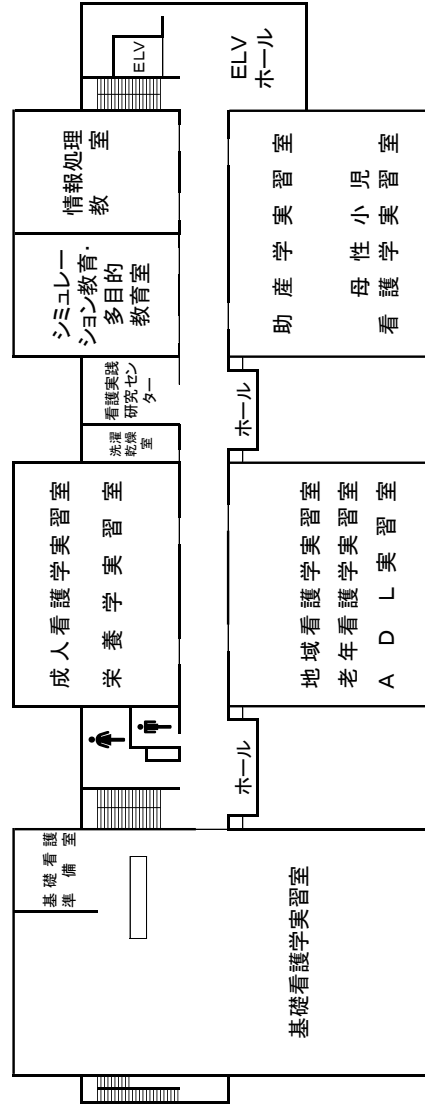 基礎看護
準備室
基礎看護学実習室
成人看護学実習室
栄養学実習室
洗濯
乾燥
室
看護実践
研究セン
ター
シミュレー
ション教育・
多目的
教育室
情報処理
教室
ELV
ELV
ホール
ホール
地域看護学実習室
老年看護学実習室
ADL実習室
ホール
助産学実習室
母性小児
看護学実習室